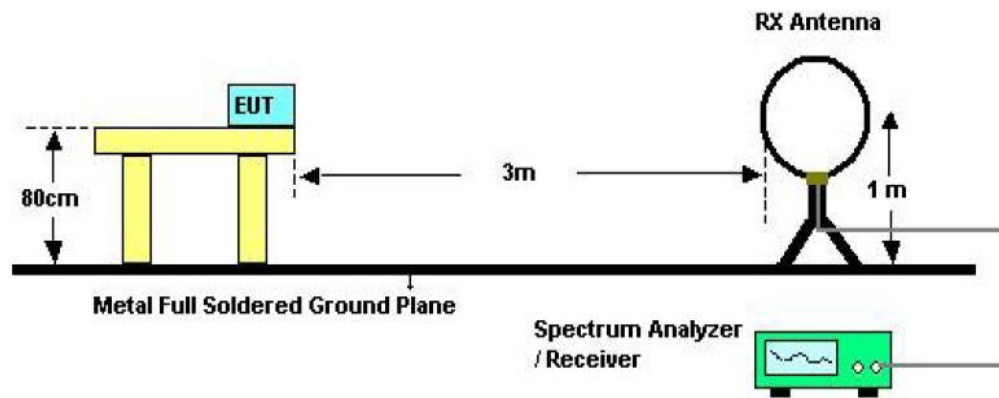 RX Antenna
EUT
3m
80cm
1 m
Metal Full Soldered Ground Plane
Spectrum Analyzer
/ Receiver